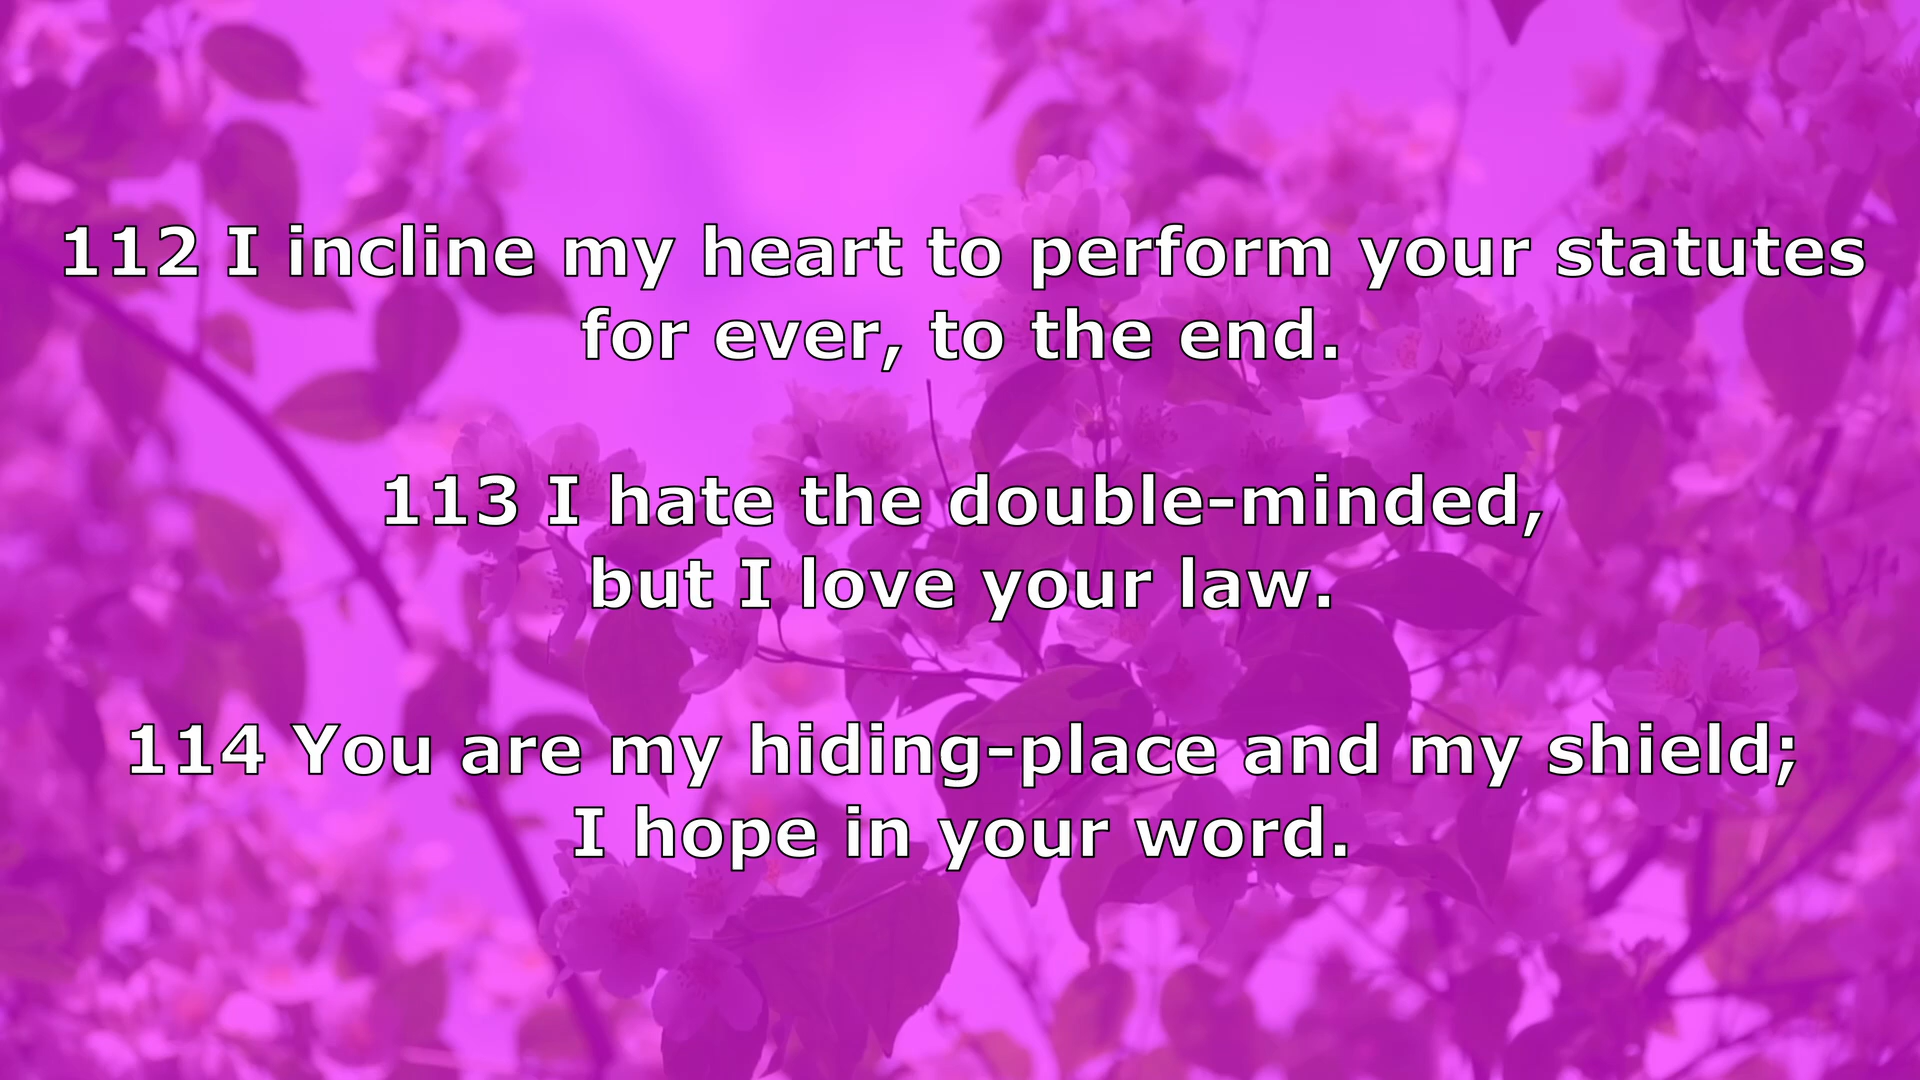 112 I incline my heart to perform your statutes
for ever, to the end.
113 I hate the double-minded,
but I love your law.
114 You are my hiding-place and my shield;
I hope in your word.